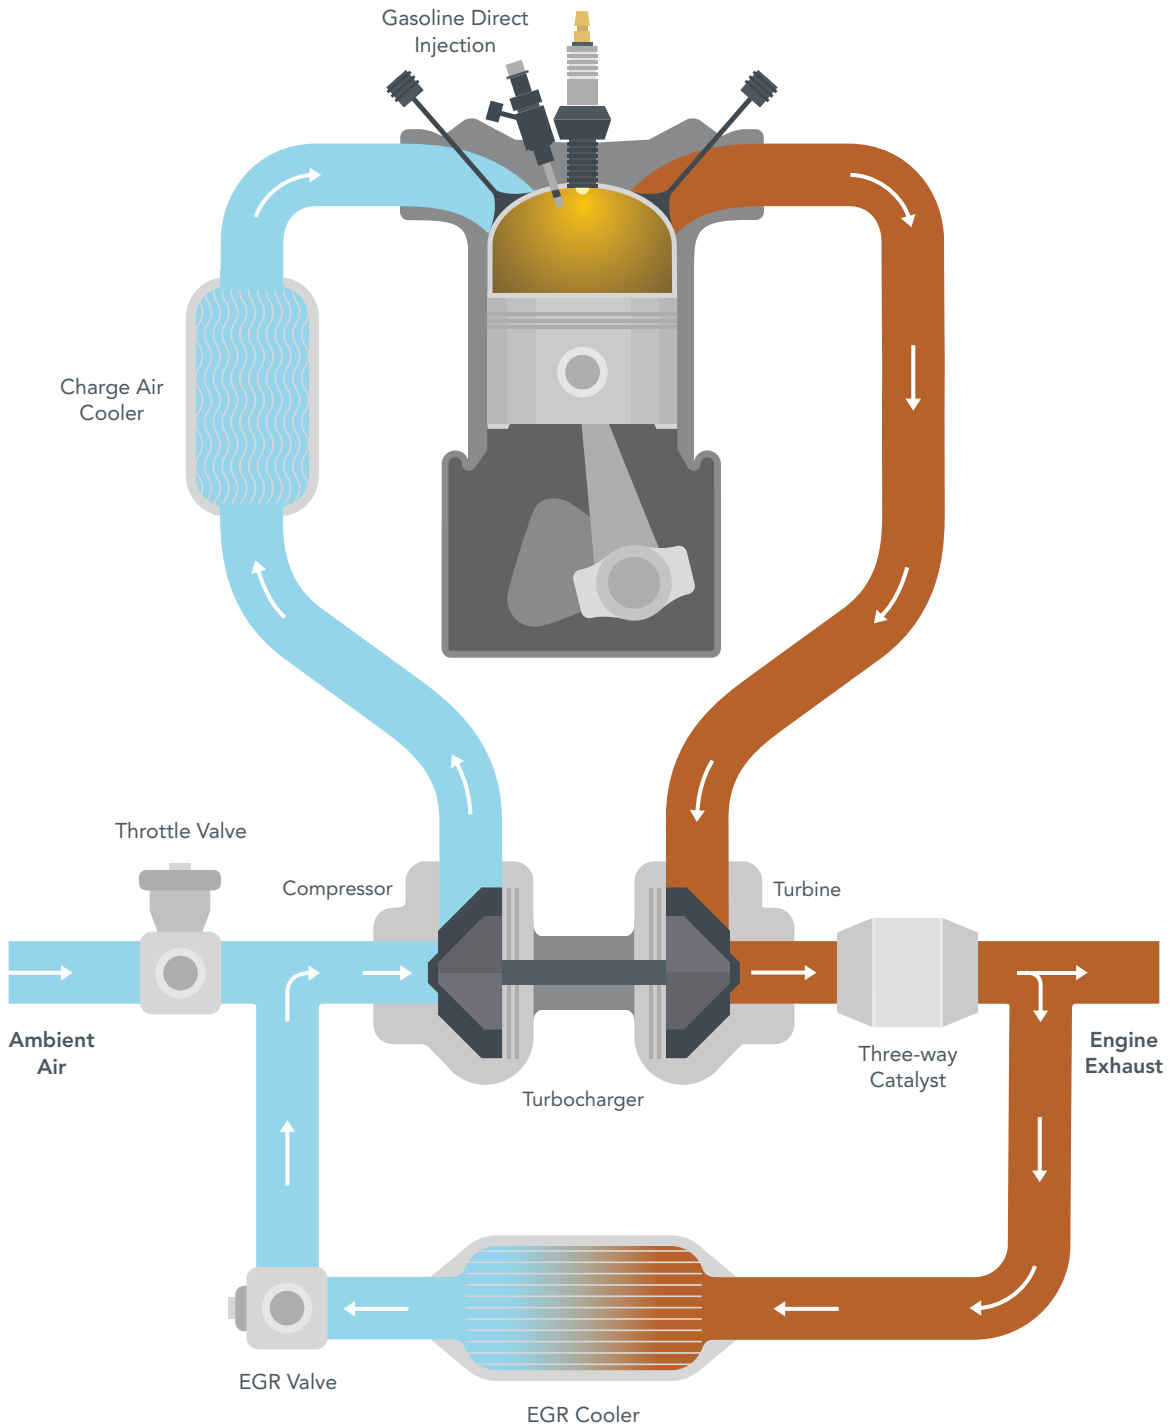 Gasoline Direct
Injection
Charge Air
Cooler
Throttle Valve
Compressor
Turbine
Ambient
Air
Engine
Exhaust
Three-way
Catalyst
Turbocharger
EGR Valve
EGR Cooler